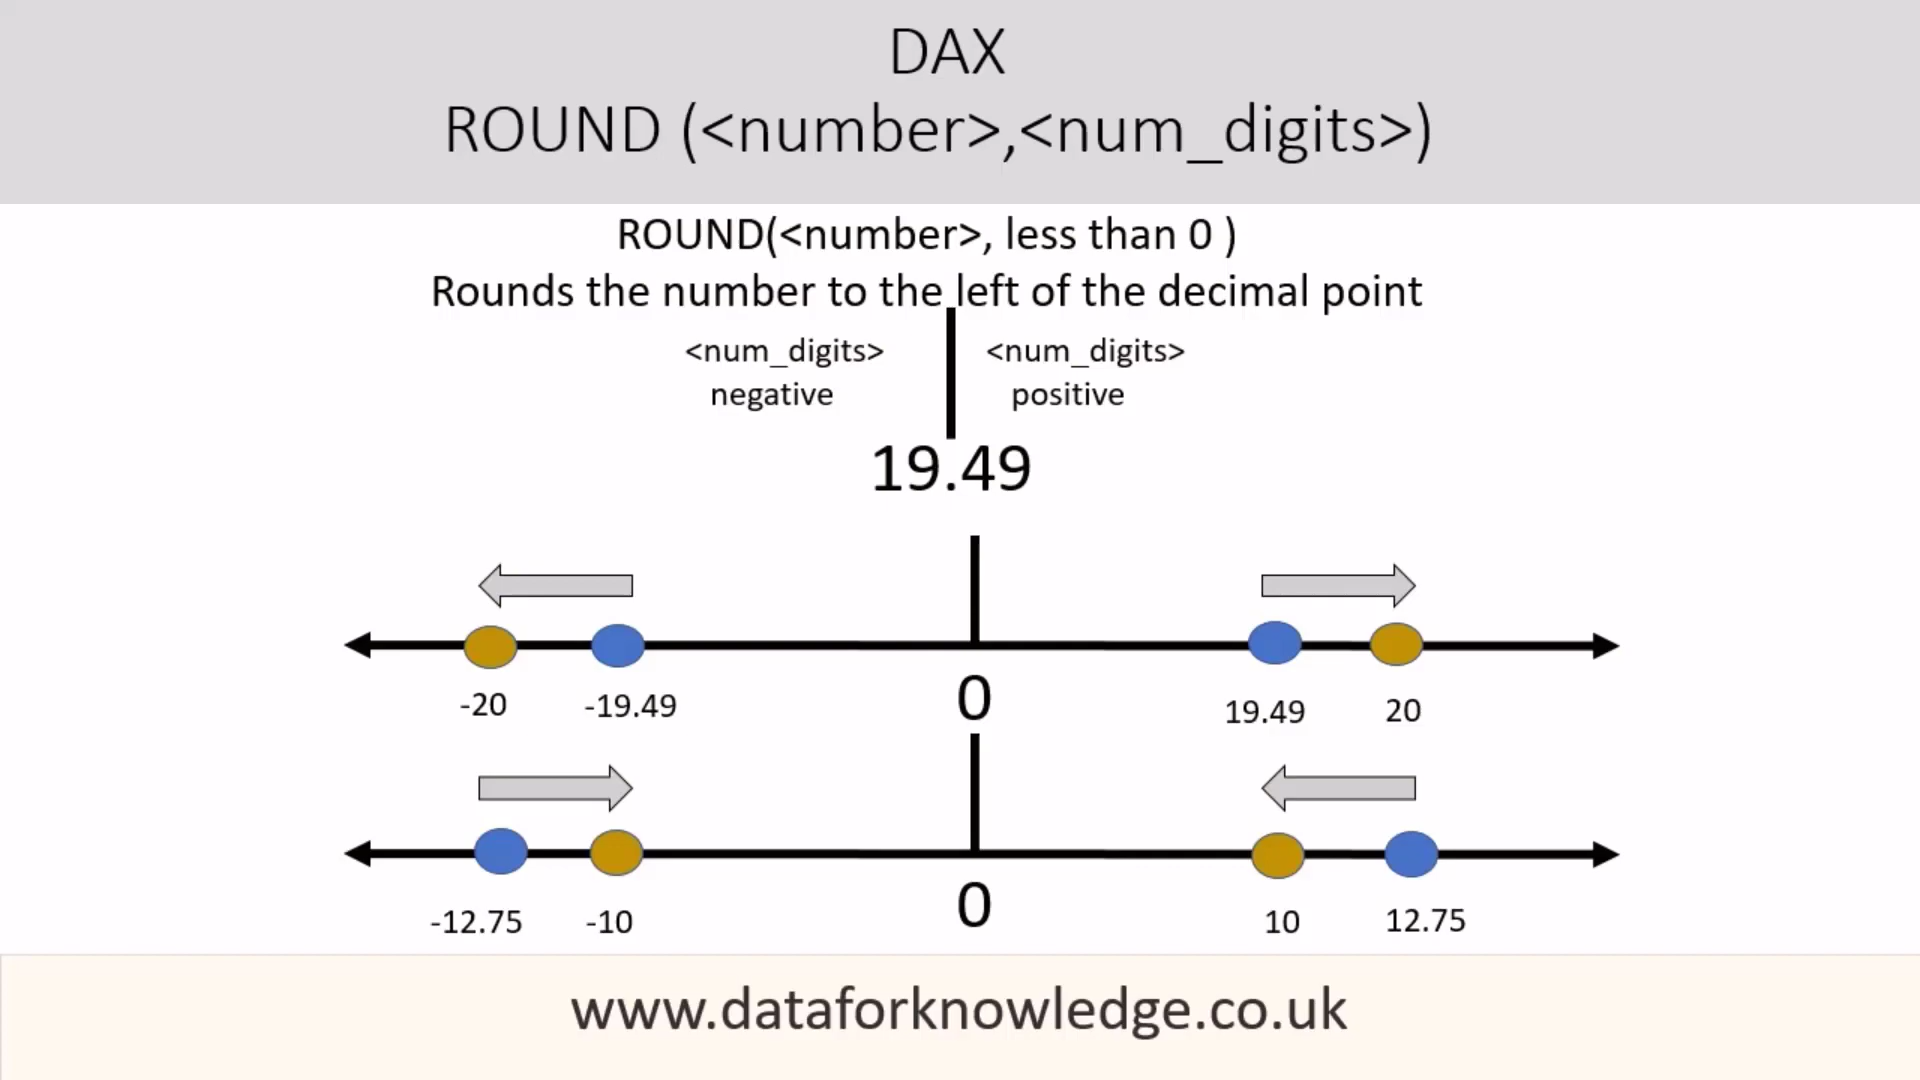 DAX
ROUND (<number>,<num_digits>)
ROUND(<number>, less than 0 )
Rounds the number to the left of the decimal point
<num_digits> <num_digits>
negative positive
19.49
-20 -19.49 0 19.49 20
-12.75 -10 0 10 12.75
www.dataforknowledge.co.uk